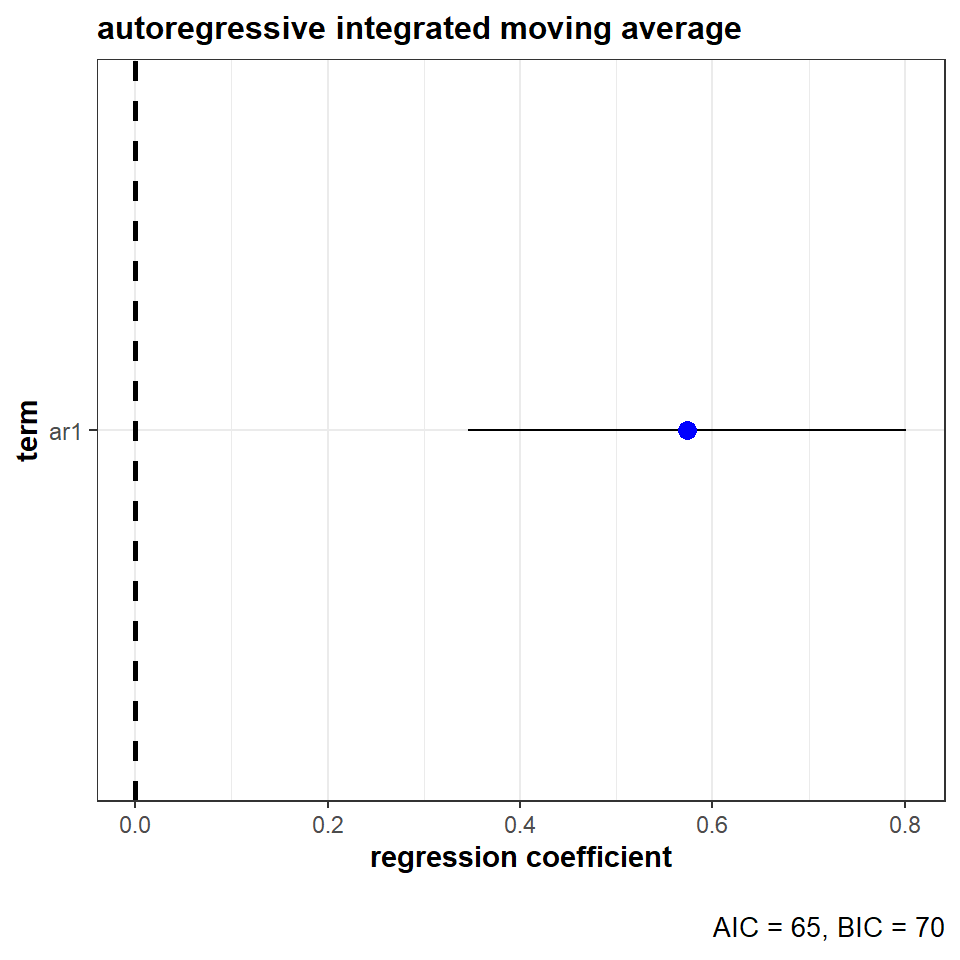 autoregressive integrated moving average
term
ar1
0.0 0.2 0.4 0.6 0.8
regression coefficient
AIC = 65, BIC = 70